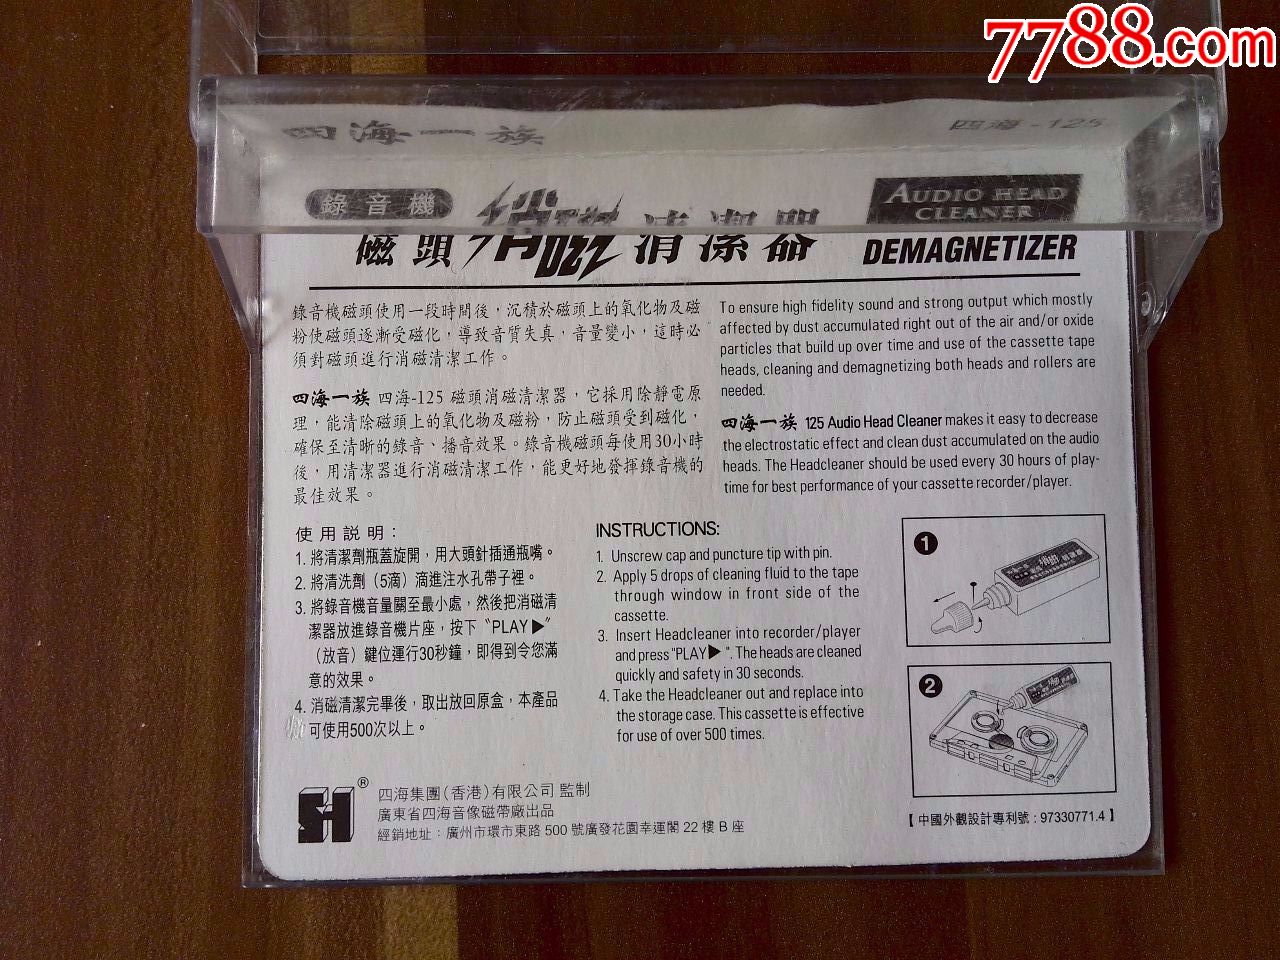 7788.com
四海一族
四海-125
錄音機
磁頭消磁清潔器
AUDIO HEAD
CLEANER
DEMAGNETIZER
錄音機磁頭使用一段時間後，沉積於磁頭上的氧化物及磁
粉使磁頭逐漸受磁化，導致音質失真，音量變小，這時必
須對磁頭進行消磁清潔工作。
四海一族 四海-125 磁頭消磁清潔器，它採用除靜電原
理，能清除磁頭上的氧化物及磁粉，防止磁頭受到磁化，
確保至清晰的錄音、播音效果。錄音機磁頭每使用30小時
後，用清潔器進行消磁清潔工作，能更好地發揮錄音機的
最佳效果。
To ensure high fidelity sound and strong output which mostly
affected by dust accumulated right out of the air and/or oxide
particles that build up over time and use of the cassette tape
heads, cleaning and demagnetizing both heads and rollers are
needed.
四海一族 125 Audio Head Cleaner makes it easy to decrease
the electrostatic effect and clean dust accumulated on the audio
heads. The Headcleaner should be used every 30 hours of play-
time for best performance of your cassette recorder/player.
使用説明：
1. 將清潔劑瓶蓋旋開，用大頭針插通瓶嘴。
2. 將清洗劑（5滴）滴進注水孔帶子裡。
3. 將錄音機音量關至最小處，然後把消磁清
潔器放進錄音機片座，按下“PLAY▶”
（放音）鍵位運行30秒鐘，即得到令您滿
意的效果。
4. 消磁清潔完畢後，取出放回原盒，本產品
可使用500次以上。
INSTRUCTIONS:
1. Unscrew cap and puncture tip with pin.
2. Apply 5 drops of cleaning fluid to the tape
through window in front side of the
cassette.
3. Insert Headcleaner into recorder/player
and press "PLAY▶ ". The heads are cleaned
quickly and safety in 30 seconds.
4. Take the Headcleaner out and replace into
the storage case. This cassette is effective
for use of over 500 times.
1
2
SH®
四海集團（香港）有限公司 監制
廣東省四海音像磁帶廠出品
經銷地址：廣州市環市東路 500 號廣發花園幸運閣 22 樓 B 座
【中國外觀設計專利號：97330771.4】